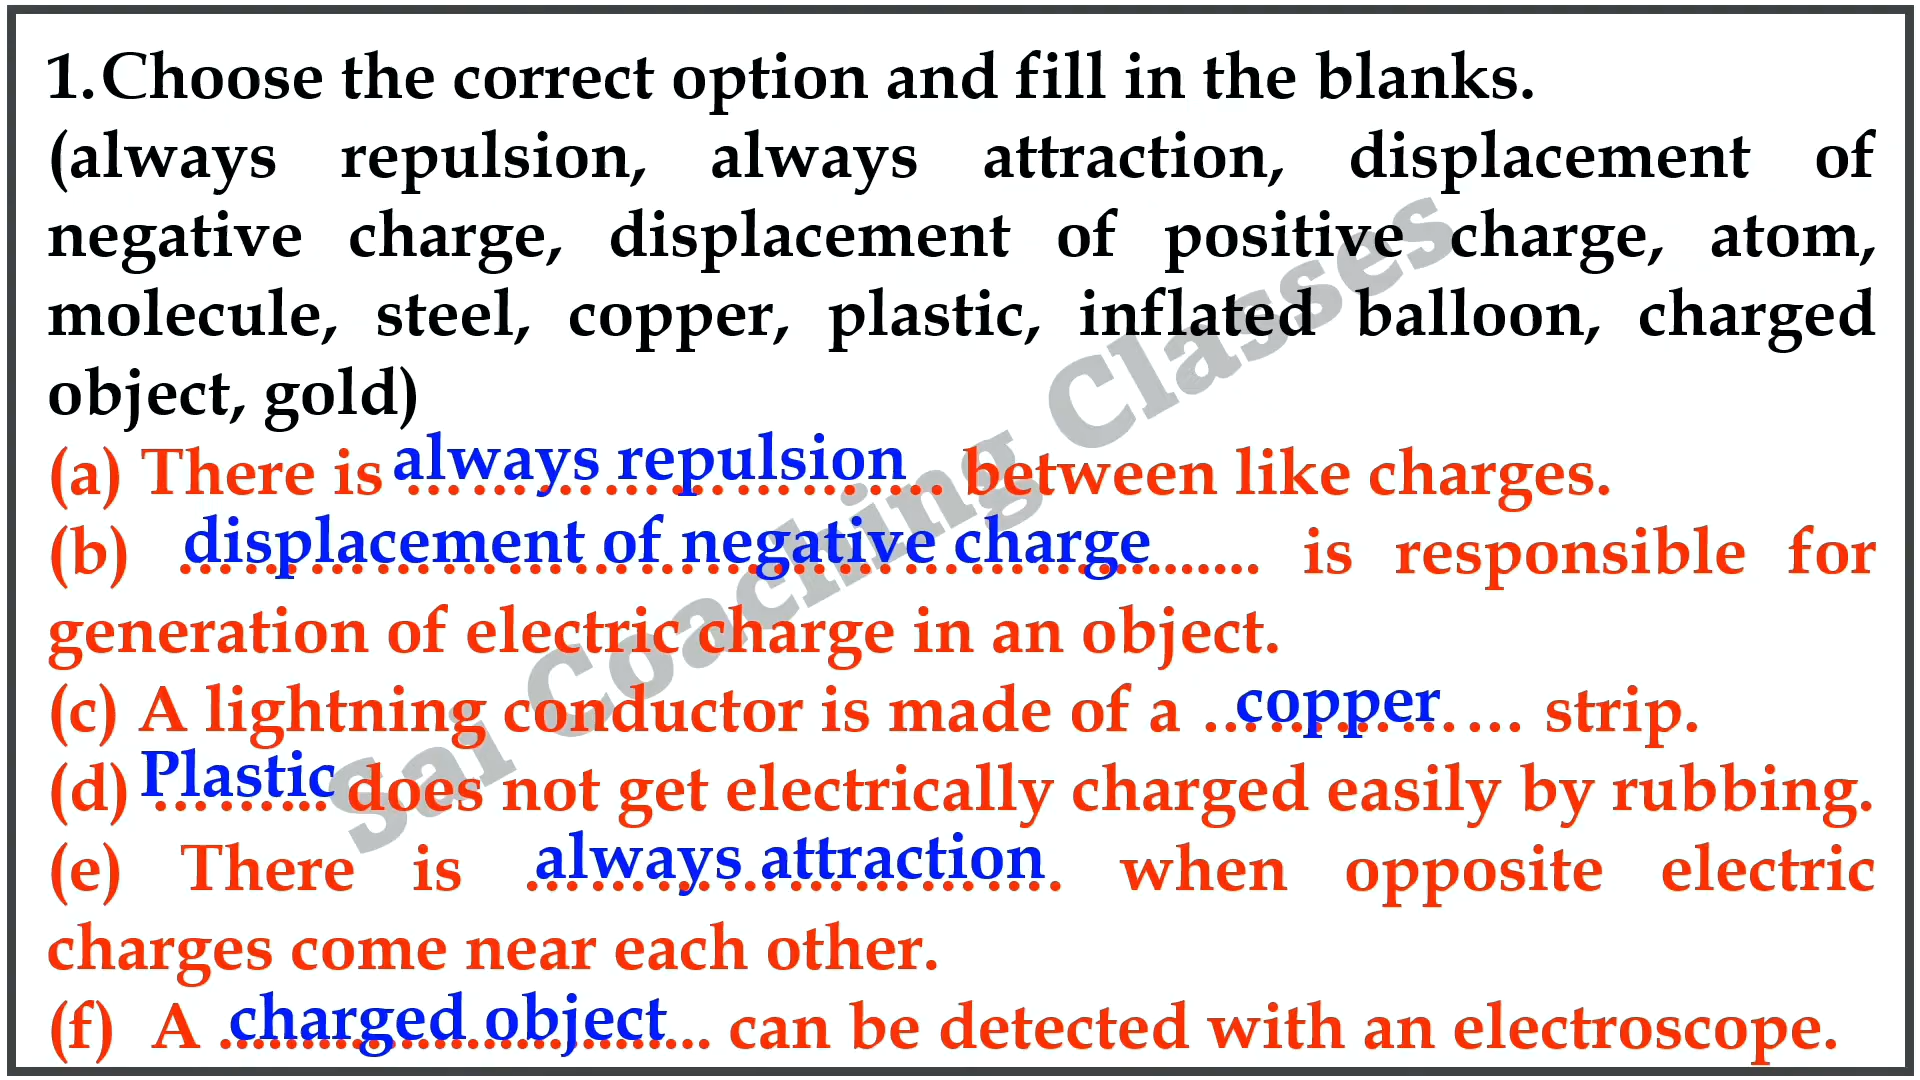 1.Choose the correct option and fill in the blanks.
(always repulsion, always attraction, displacement of
negative charge, displacement of positive charge, atom,
molecule, steel, copper, plastic, inflated balloon, charged
object, gold)
(a) There is always repulsion between like charges.
(b) displacement of negative charge is responsible for
generation of electric charge in an object.
(c) A lightning conductor is made of a copper strip.
(d) Plastic does not get electrically charged easily by rubbing.
(e) There is always attraction when opposite electric
charges come near each other.
(f) A charged object can be detected with an electroscope.
Sai Coaching Classes